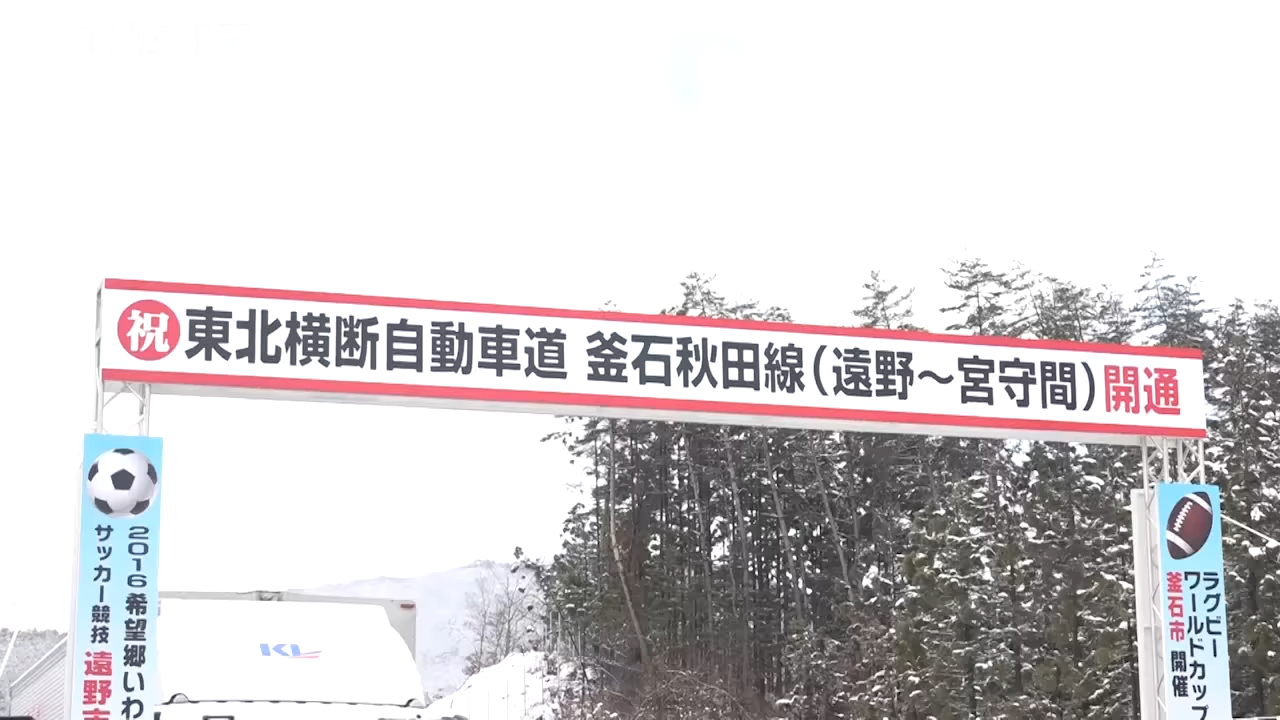 祝 東北横断自動車道 釜石秋田線(遠野～宮守間)開通
2016希望郷いわ
サッカー競技 遠野市
KL
ラグビー
ワールドカップ
釜石市 開催